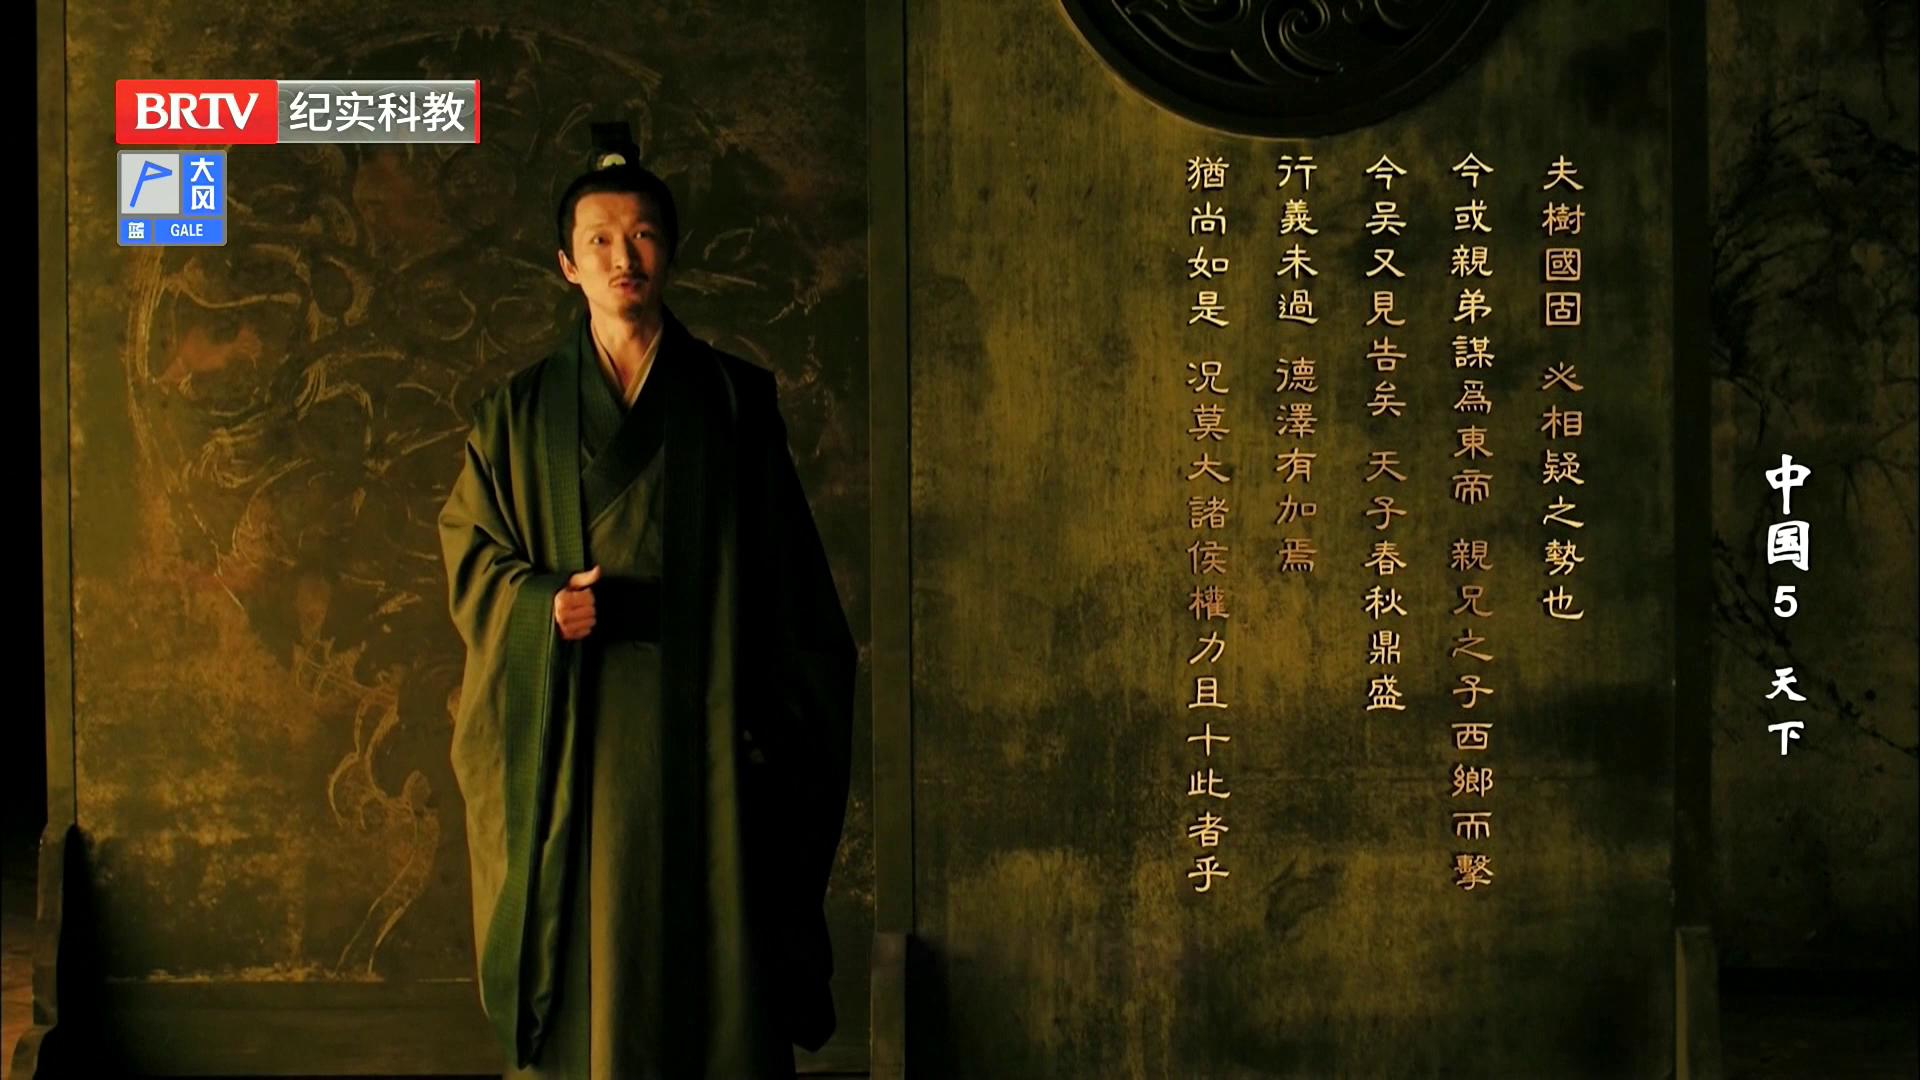 BRTV 纪实科教
大风
蓝 GALE
夫樹國固 必相疑之勢也
今或親弟謀爲東帝 親兄之子西鄉而擊
今吴又見告矣 天子春秋鼎盛
行義未過 德澤有加焉
猶尚如是 况莫大諸侯權力且十此者乎
中国5 天下